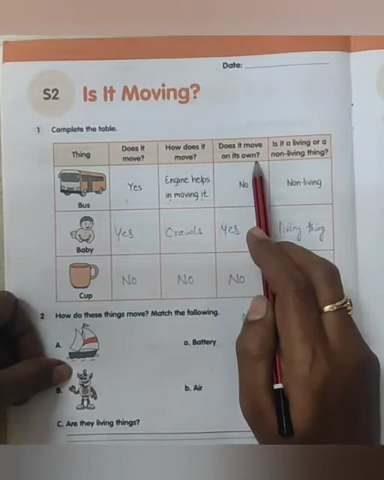 Date:
S2 Is It Moving?
1 Complete the table.
Thing
Does it move?
How does it move?
Does it move on its own?
Is it a living or a non-living thing?
Bus
Yes
Engine helps in moving it.
No
Non-living
Baby
Yes
Crawls
Yes
living thing
Cup
No
No
No
2 How do these things move? Match the following.
A.
a. Battery
B.
b. Air
C. Are they living things?